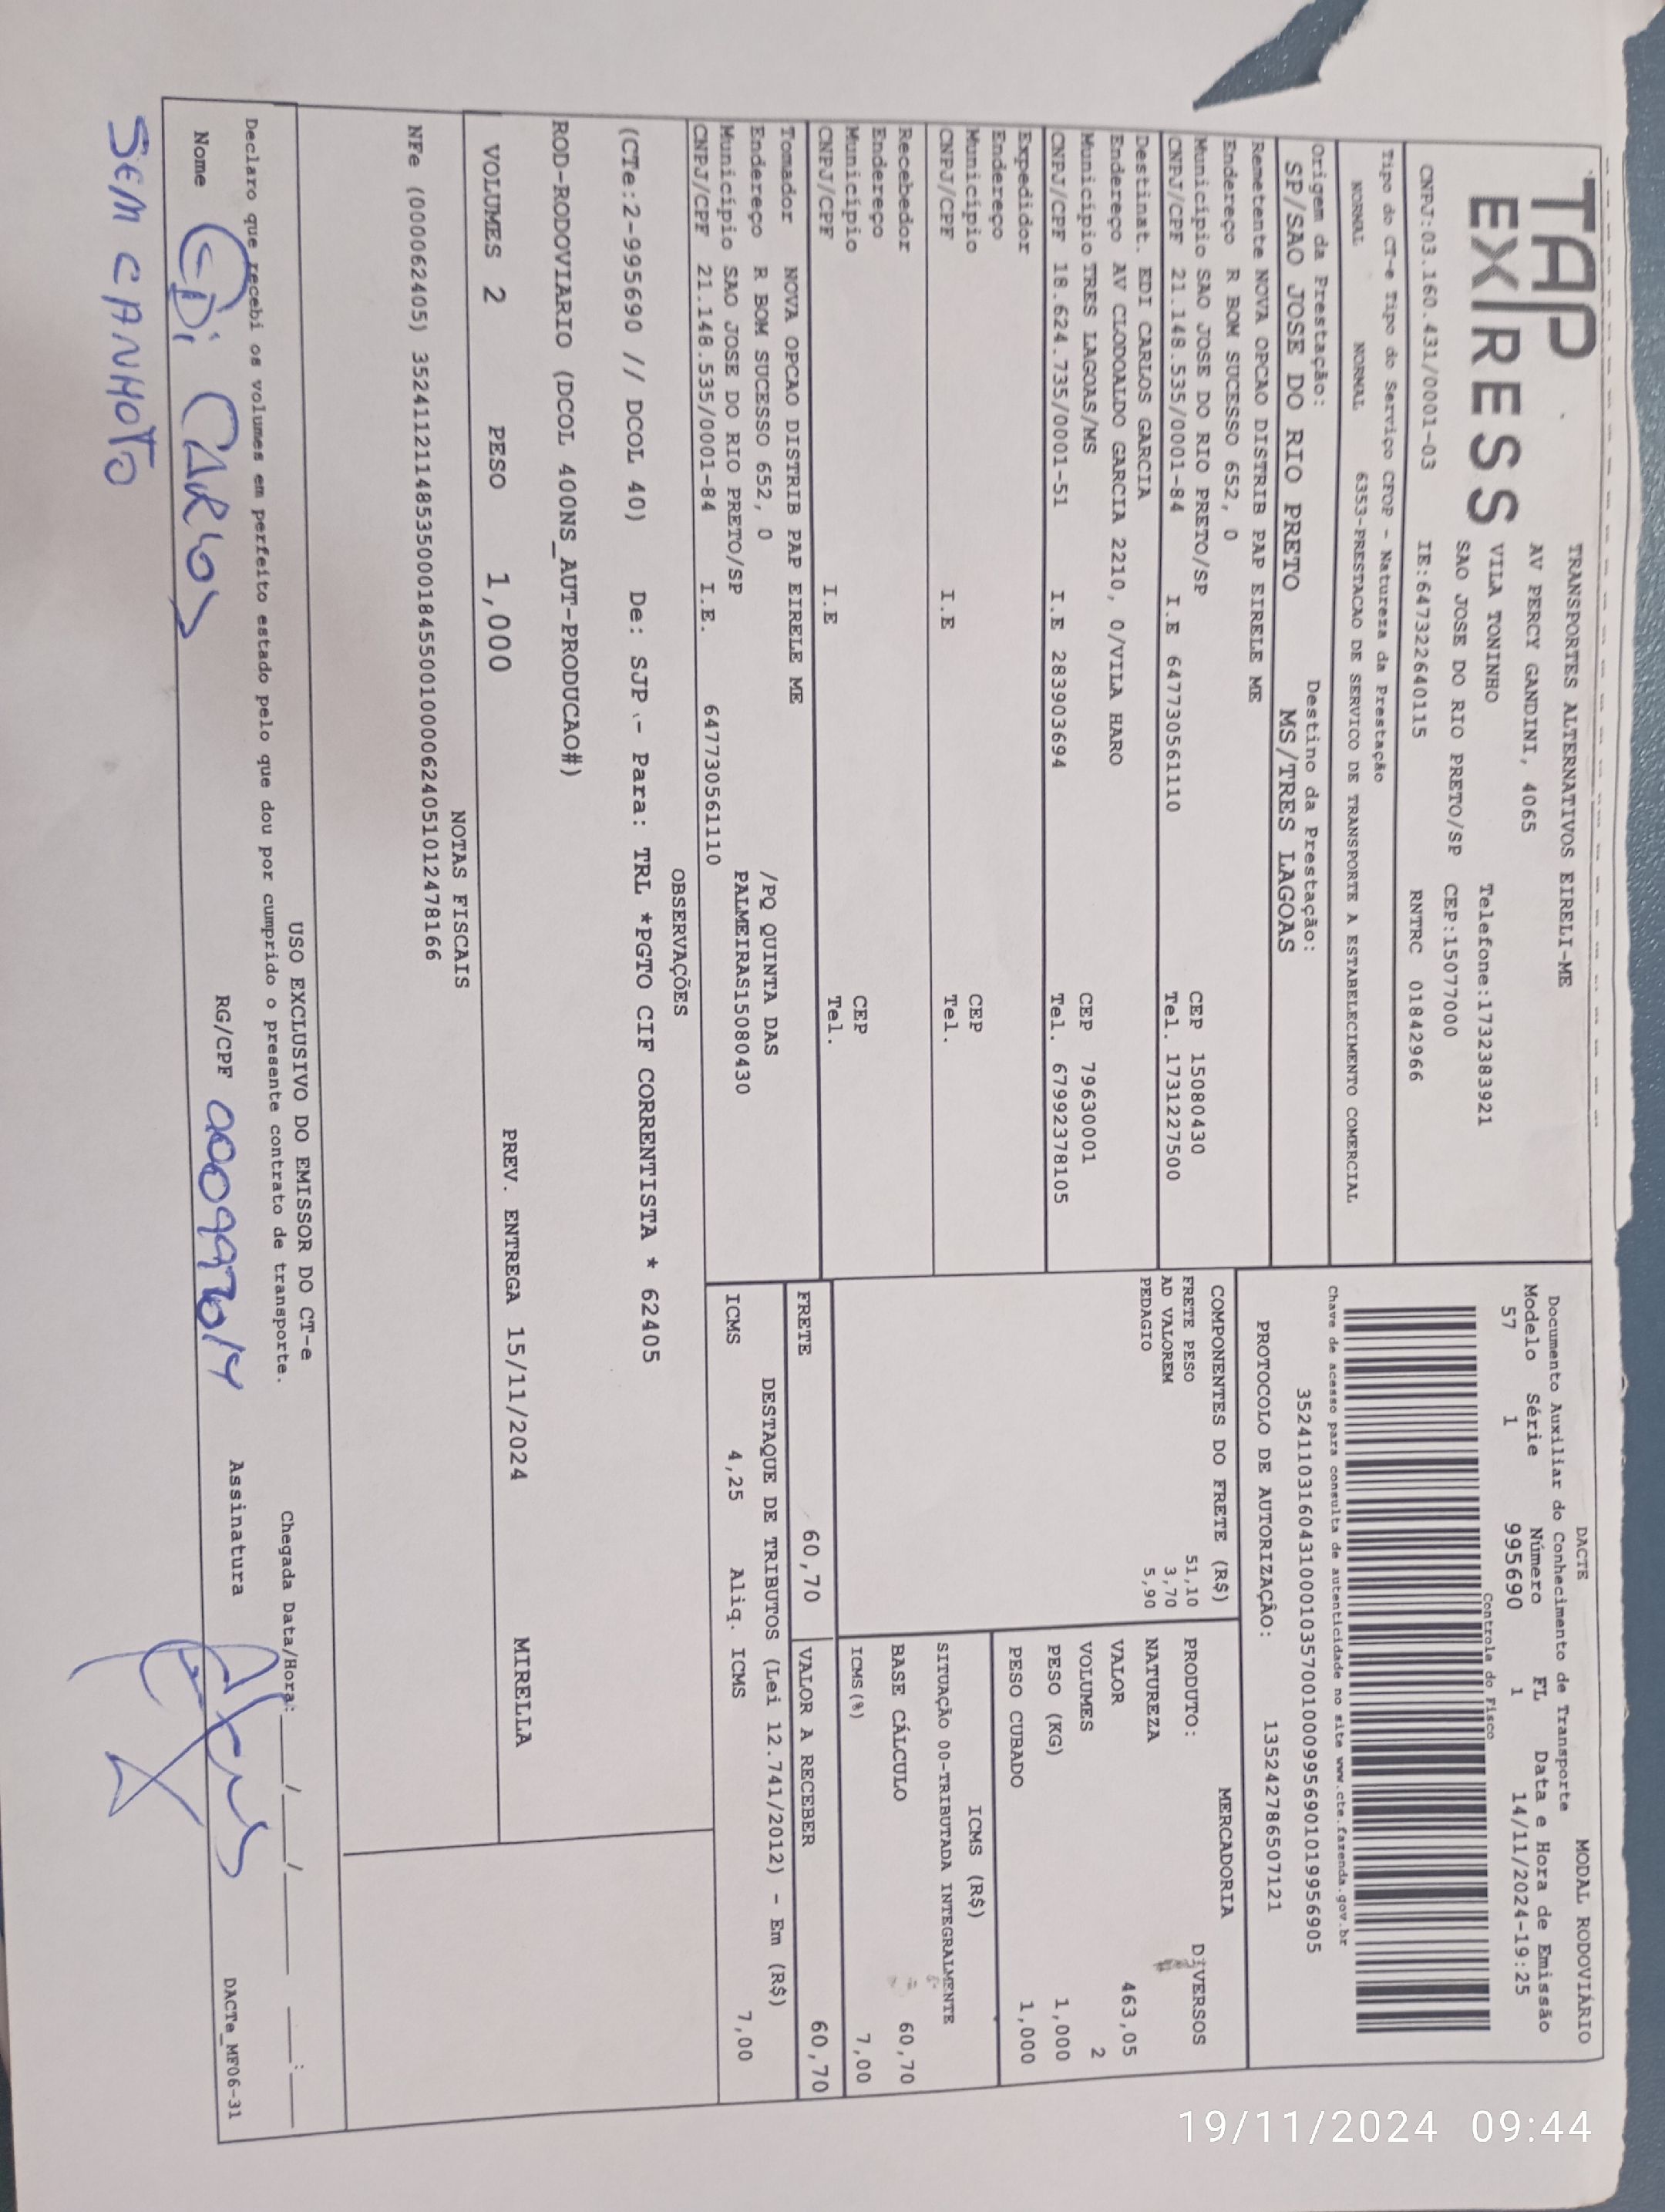 TAP
EXPRESS
TRANSPORTES ALTERNATIVOS EIRELI-ME
AV PERCY GANDINI, 4065
VILA TONINHO Telefone:1732383921
SAO JOSE DO RIO PRETO/SP CEP:15077000
CNPJ:03.160.431/0001-03 IE:647322640115 RNTRC 01842966
Tipo do CT-e Tipo do Serviço CFOP - Natureza da Prestação
NORMAL NORMAL 6353-PRESTACAO DE SERVICO DE TRANSPORTE A ESTABELECIMENTO COMERCIAL
Origem da Prestação: Destino da Prestação:
SP/SAO JOSE DO RIO PRETO MS/TRES LAGOAS
DACTE MODAL RODOVIÁRIO
Documento Auxiliar do Conhecimento de Transporte
Modelo Série Número FL Data e Hora de Emissão
57 1 995690 1 14/11/2024-19:25
Controle do Fisco
Chave de acesso para consulta de autenticidade no site www.cte.fazenda.gov.br
35241103160431000103570010009956901019956905
PROTOCOLO DE AUTORIZAÇÃO: 135242786507121
Remetente NOVA OPCAO DISTRIB PAP EIRELE ME
Endereço R BOM SUCESSO 652, 0
Município SAO JOSE DO RIO PRETO/SP CEP 15080430
CNPJ/CPF 21.148.535/0001-84 I.E 647730561110 Tel. 17312277500
Destinat. EDI CARLOS GARCIA
Endereço AV CLODOALDO GARCIA 2210, 0/VILA HARO
Município TRES LAGOAS/MS CEP 79630001
CNPJ/CPF 18.624.735/0001-51 I.E 283903694 Tel. 67992378105
Expedidor
Endereço
Município CEP
CNPJ/CPF I.E Tel.
Recebedor
Endereço
Município CEP
CNPJ/CPF I.E Tel.
Tomador NOVA OPCAO DISTRIB PAP EIRELE ME
Endereço R BOM SUCESSO 652, 0 /PQ QUINTA DAS
Município SAO JOSE DO RIO PRETO/SP PALMEIRAS15080430
CNPJ/CPF 21.148.535/0001-84 I.E. 647730561110
COMPONENTES DO FRETE (R$)
FRETE PESO 51,10
AD VALOREM 3,70
PEDAGIO 5,90
MERCADORIA
PRODUTO: DIVERSOS
NATUREZA
VALOR 463,05
VOLUMES 2
PESO (KG) 1,000
PESO CUBADO 1,000
ICMS (R$)
SITUAÇÃO 00-TRIBUTADA INTEGRALMENTE
BASE CÁLCULO 60,70
ICMS(%) 7,00
FRETE 60,70 VALOR A RECEBER 60,70
DESTAQUE DE TRIBUTOS (Lei 12.741/2012) - Em (R$)
ICMS 4,25 Aliq. ICMS 7,00
OBSERVAÇÕES
(CTe:2-995690 // DCOL 40) De: SJP - Para: TRL *PGTO CIF CORRENTISTA * 62405
ROD-RODOVIARIO (DCOL 400NS_AUT-PRODUCAO#)
VOLUMES 2 PESO 1,000 PREV. ENTREGA 15/11/2024 MIRELLA
NOTAS FISCAIS
NFe (000062405) 35241121148535000184550010000624051012478166
USO EXCLUSIVO DO EMISSOR DO CT-e
Declaro que recebi os volumes em perfeito estado pelo que dou por cumprido o presente contrato de transporte. Chegada Data/Hora: ___/___/_____ ___:___
Nome EDI CARLOS RG/CPF Assinatura DACTe_MF06-31
SEM CANHOTO
19/11/2024 09:44